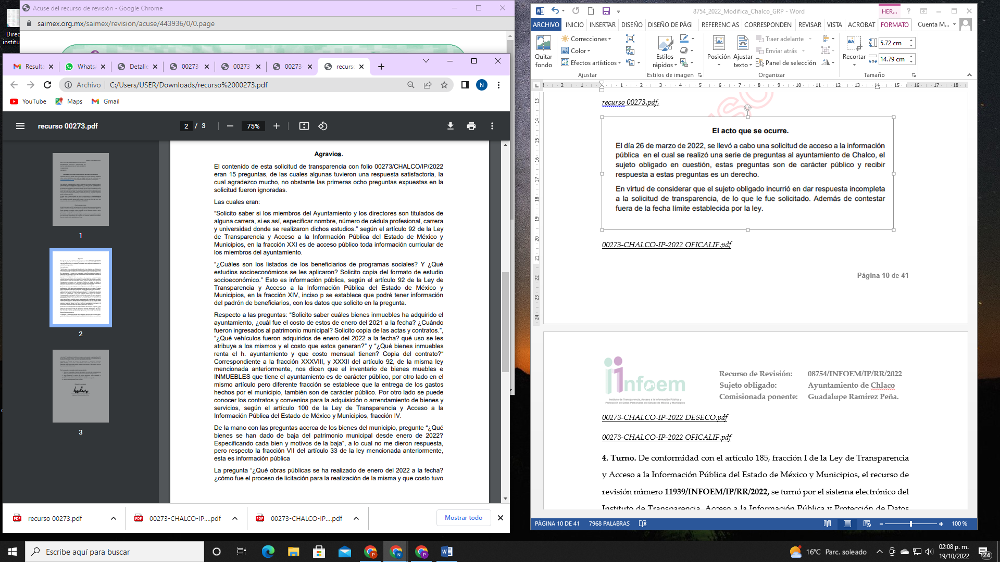 Acuse del recurso de revisión - Google Chrome
saimex.org.mx/saimex/revision/acuse/443936/0/0.page
Resulta
Whats
Detalle
00273-
00273-
00273-
recurso
Archivo
C:/Users/USER/Downloads/recurso%2000273.pdf
N
YouTube
Maps
Gmail
recurso 00273.pdf
2 / 3
75%
1
2
3
Agravios.
El contenido de esta solicitud de transparencia con folio 00273/CHALCO/IP/2022
eran 15 preguntas, de las cuales algunas tuvieron una respuesta satisfactoria, la
cual agradezco mucho, no obstante las primeras ocho preguntas expuestas en la
solicitud fueron ignoradas.
Las cuales eran:
“Solicito saber si los miembros del Ayuntamiento y los directores son titulados de
alguna carrera, si es así, especificar nombre, número de cédula profesional, carrera
y universidad donde se realizaron dichos estudios.” según el artículo 92 de la Ley
de Transparencia y Acceso a la Información Pública del Estado de México y
Municipios, en la fracción XXI es de acceso público toda información curricular de
los miembros del ayuntamiento.
“¿Cuáles son los listados de los beneficiarios de programas sociales? Y ¿Qué
estudios socioeconómicos se les aplicaron? Solicito copia del formato de estudio
socioeconómico.” Esto es información pública, según el artículo 92 de la Ley de
Transparencia y Acceso a la Información Pública del Estado de México y
Municipios, en la fracción XIV, inciso p se establece que podré tener información
del padrón de beneficiarios, con los datos que solicito en la pregunta.
Respecto a las preguntas: “Solicito saber cuáles bienes inmuebles ha adquirido el
ayuntamiento, ¿cuál fue el costo de estos de enero del 2021 a la fecha? ¿Cuándo
fueron ingresados al patrimonio municipal? Solicito copia de las actas y contratos.”,
“¿Qué vehículos fueron adquiridos de enero del 2022 a la fecha? qué uso se les
atribuye a los mismos y el costo que estos generan?” y “¿Qué bienes inmuebles
renta el h. ayuntamiento y que costo mensual tienen? Copia del contrato?“
Correspondiente a la fracción XXXVIII, y XXXII del artículo 92, de la misma ley
mencionada anteriormente, nos dicen que el inventario de bienes muebles e
INMUEBLES que tiene el ayuntamiento es de carácter público, por otro lado en el
mismo artículo pero diferente fracción se establece que la entrega de los gastos
hechos por el municipio, también son de carácter público. Por otro lado se puede
conocer los contratos y convenios para la adquisición o arrendamiento de bienes y
servicios, según el artículo 100 de la Ley de Transparencia y Acceso a la
Información Pública del Estado de México y Municipios, fracción IV.
De la mano con las preguntas acerca de los bienes del municipio, pregunte “¿Qué
bienes se han dado de baja del patrimonio municipal desde enero de 2022?
Especificando cada bien y motivos de la baja”, a lo cual no me dieron respuesta,
pero respecto la fracción VII del artículo 33 de la ley mencionada anteriormente,
esta es información pública
La pregunta “¿Qué obras públicas se ha realizado de enero del 2022 a la fecha?
¿cómo fue el proceso de licitación para la realización de la misma y que costo tuvo
recurso 00273.pdf
00273-CHALCO-IP....pdf
00273-CHALCO-IP....pdf
Mostrar todo
8754_2022_Modifica_Chalco_GRP - Word
HER...
ARCHIVO INICIO INSERTAR DISEÑO DISEÑO DE PÁGI REFERENCIAS CORRESPONDEN REVISAR VISTA ACROBAT FORMATO Cuenta M...
Quitar fondo
Correcciones
Color
Efectos artísticos
Ajustar
Estilos rápidos
Estilos de imagen
Posición
Ajustar texto
Traer adelante
Enviar atrás
Panel de selección
Organizar
Recortar
5.72 cm
14.79 cm
Tamaño
3 2 1 1 2 3 4 5 6 7 8 9 10 11 12 13 14 15 16 17 18
13
14
15
16
17
18
19
20
21
22
23
24
recurso 00273.pdf,
El acto que se ocurre.
El día 26 de marzo de 2022, se llevó a cabo una solicitud de acceso a la información
pública en el cual se realizó una serie de preguntas al ayuntamiento de Chalco, el
sujeto obligado en cuestión, estas preguntas son de carácter público y recibir
respuesta a estas preguntas es un derecho.
En virtud de considerar que el sujeto obligado incurrió en dar respuesta incompleta
a la solicitud de transparencia, de lo que le fue solicitado. Además de contestar
fuera de la fecha límite establecida por la ley.
00273-CHALCO-IP-2022 OFICALIF.pdf
Página 10 de 41
infoem
Instituto de Transparencia, Acceso a la Información Pública y
Protección de Datos Personales del Estado de México y Municipios
Recurso de Revisión: 08754/INFOEM/IP/RR/2022
Sujeto obligado: Ayuntamiento de Chlaco
Comisionada ponente: Guadalupe Ramírez Peña.
00273-CHALCO-IP-2022 DESECO.pdf
00273-CHALCO-IP-2022 OFICALIF.pdf
4. Turno. De conformidad con el artículo 185, fracción I de la Ley de Transparencia
y Acceso a la Información Pública del Estado de México y Municipios, el recurso de
revisión número 11939/INFOEM/IP/RR/2022, se turnó por el sistema electrónico del
Instituto de Transparencia, Acceso a la Información Pública y Protección de Datos
PÁGINA 10 DE 41 7968 PALABRAS
100 %
Escribe aquí para buscar
16°C Parc. soleado
02:08 p. m.
19/10/2022
24